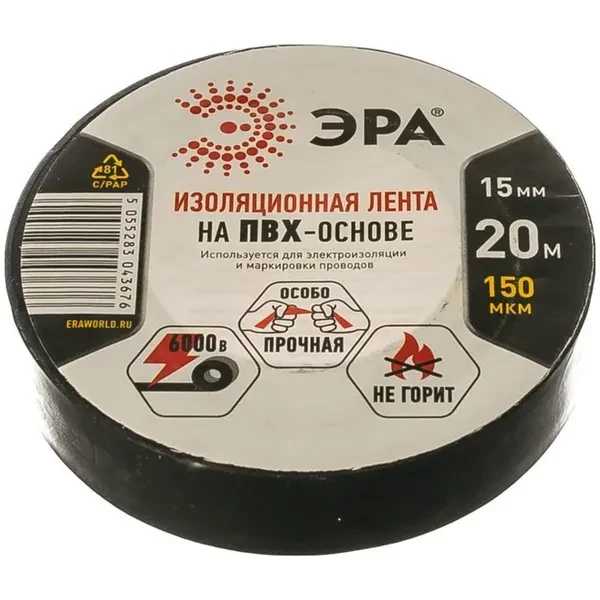 ЭРА®
ИЗОЛЯЦИОННАЯ ЛЕНТА
НА ПВХ-ОСНОВЕ
Используется для электроизоляции
и маркировки проводов
81
C/PAP
5 055283 043676
ERAWORLD.RU
15 мм
20 м
150
МКМ
6000В
ОСОБО
ПРОЧНАЯ
НЕ ГОРИТ